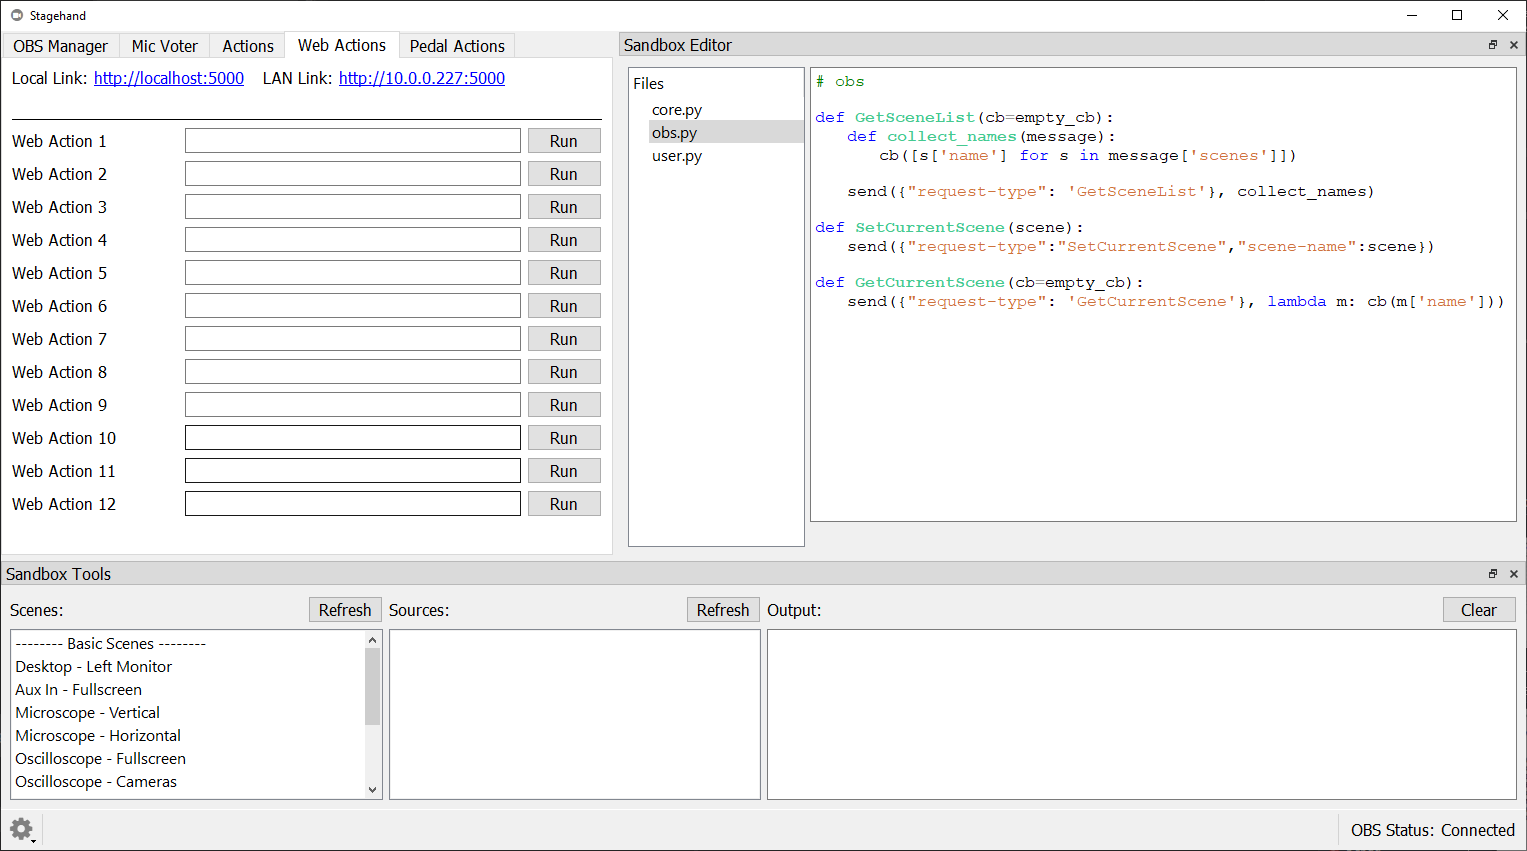 Stagehand
OBS Manager Mic Voter Actions Web Actions Pedal Actions
Local Link: http://localhost:5000 LAN Link: http://10.0.0.227:5000
Web Action 1 Run
Web Action 2 Run
Web Action 3 Run
Web Action 4 Run
Web Action 5 Run
Web Action 6 Run
Web Action 7 Run
Web Action 8 Run
Web Action 9 Run
Web Action 10 Run
Web Action 11 Run
Web Action 12 Run
Sandbox Editor
Files
core.py
obs.py
user.py
# obs
def GetSceneList(cb=empty_cb):
def collect_names(message):
cb([s['name'] for s in message['scenes']])
send({"request-type": 'GetSceneList'}, collect_names)
def SetCurrentScene(scene):
send({"request-type":"SetCurrentScene","scene-name":scene})
def GetCurrentScene(cb=empty_cb):
send({"request-type": 'GetCurrentScene'}, lambda m: cb(m['name']))
Sandbox Tools
Scenes: Refresh
-------- Basic Scenes --------
Desktop - Left Monitor
Aux In - Fullscreen
Microscope - Vertical
Microscope - Horizontal
Oscilloscope - Fullscreen
Oscilloscope - Cameras
Sources: Refresh
Output: Clear
OBS Status: Connected